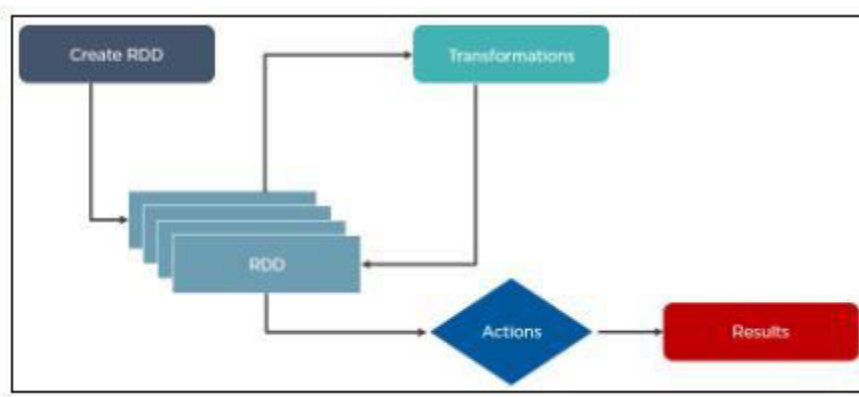 Create RDD
Transformations
RDD
Actions
Results